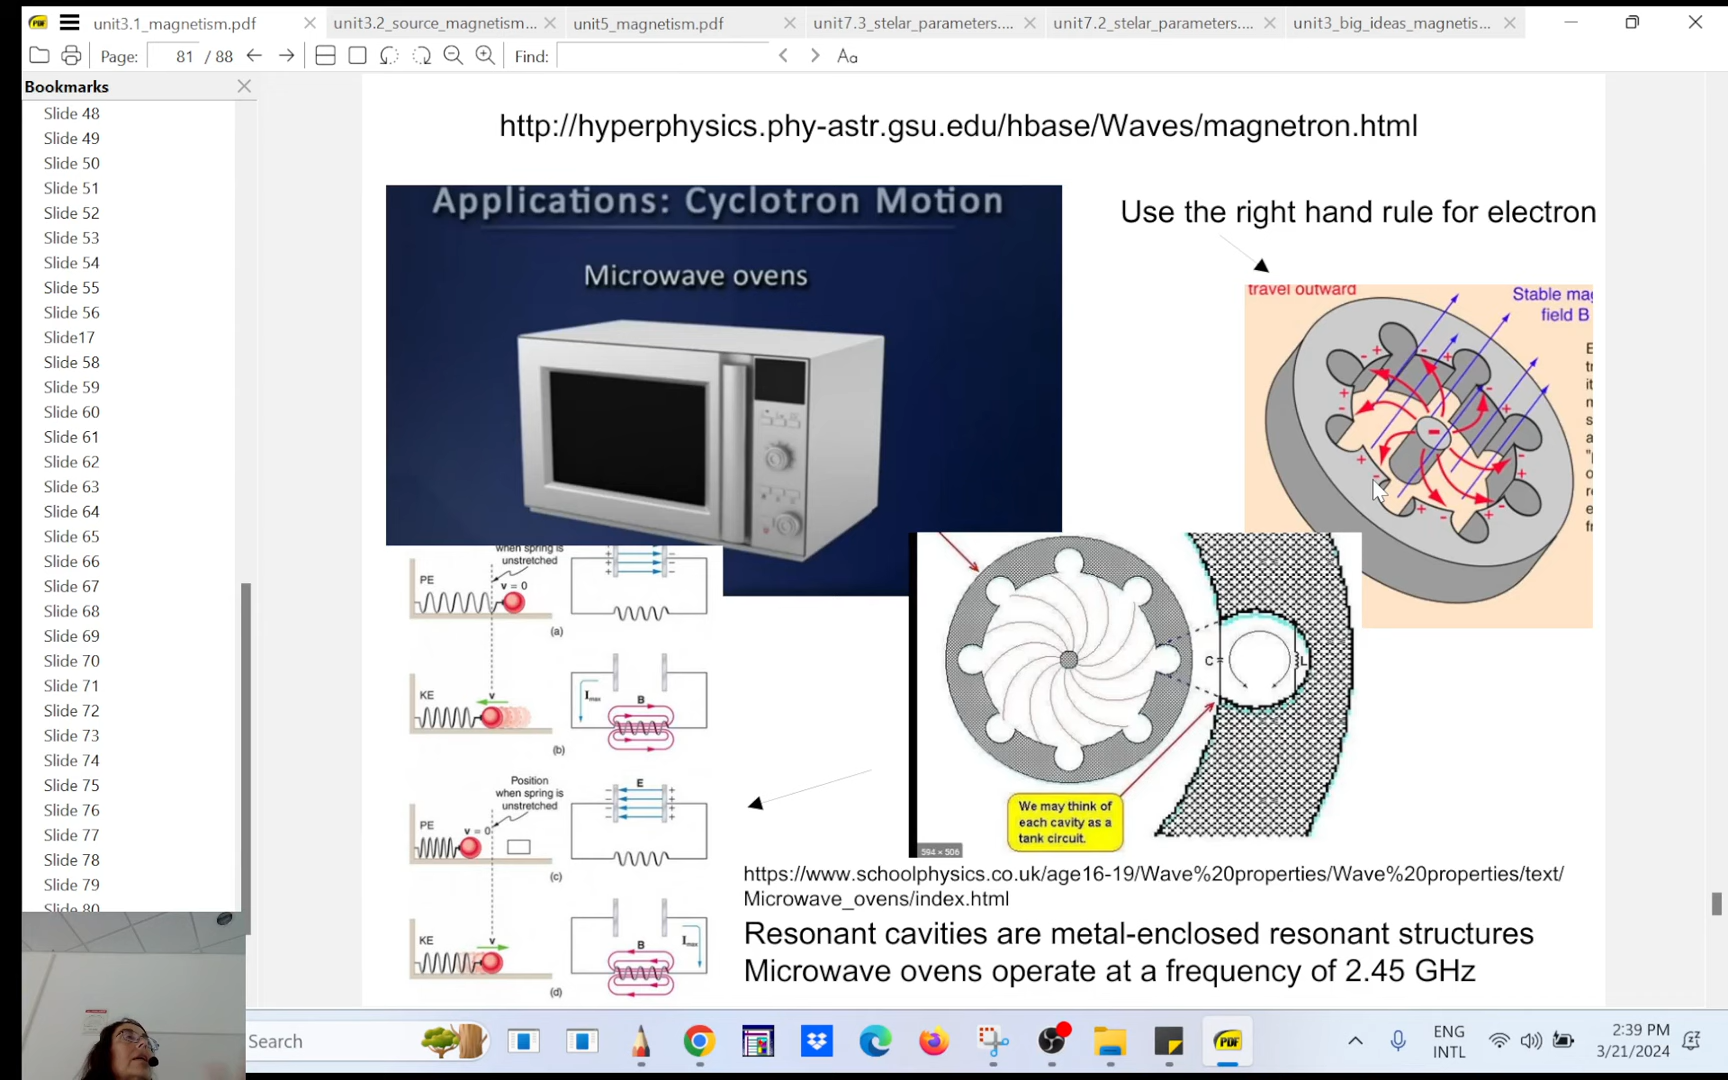 unit3.1_magnetism.pdf
unit3.2_source_magnetism...
unit5_magnetism.pdf
unit7.3_stelar_parameters....
unit7.2_stelar_parameters....
unit3_big_ideas_magnetis...
Page: 81 / 88
Find:
Aa
Bookmarks
Slide 48
Slide 49
Slide 50
Slide 51
Slide 52
Slide 53
Slide 54
Slide 55
Slide 56
Slide17
Slide 58
Slide 59
Slide 60
Slide 61
Slide 62
Slide 63
Slide 64
Slide 65
Slide 66
Slide 67
Slide 68
Slide 69
Slide 70
Slide 71
Slide 72
Slide 73
Slide 74
Slide 75
Slide 76
Slide 77
Slide 78
Slide 79
Slide 80
http://hyperphysics.phy-astr.gsu.edu/hbase/Waves/magnetron.html
Applications: Cyclotron Motion
Microwave ovens
Use the right hand rule for electron
travel outward
Stable ma
field B
when spring is
unstretched
PE
v = 0
(a)
KE
v
I max
B
(b)
Position
when spring is
unstretched
PE
v = 0
E
(c)
KE
v
B
I max
(d)
C
L
We may think of
each cavity as a
tank circuit.
594 × 506
https://www.schoolphysics.co.uk/age16-19/Wave%20properties/Wave%20properties/text/
Microwave_ovens/index.html
Resonant cavities are metal-enclosed resonant structures
Microwave ovens operate at a frequency of 2.45 GHz
Search
PDF
ENG
INTL
2:39 PM
3/21/2024